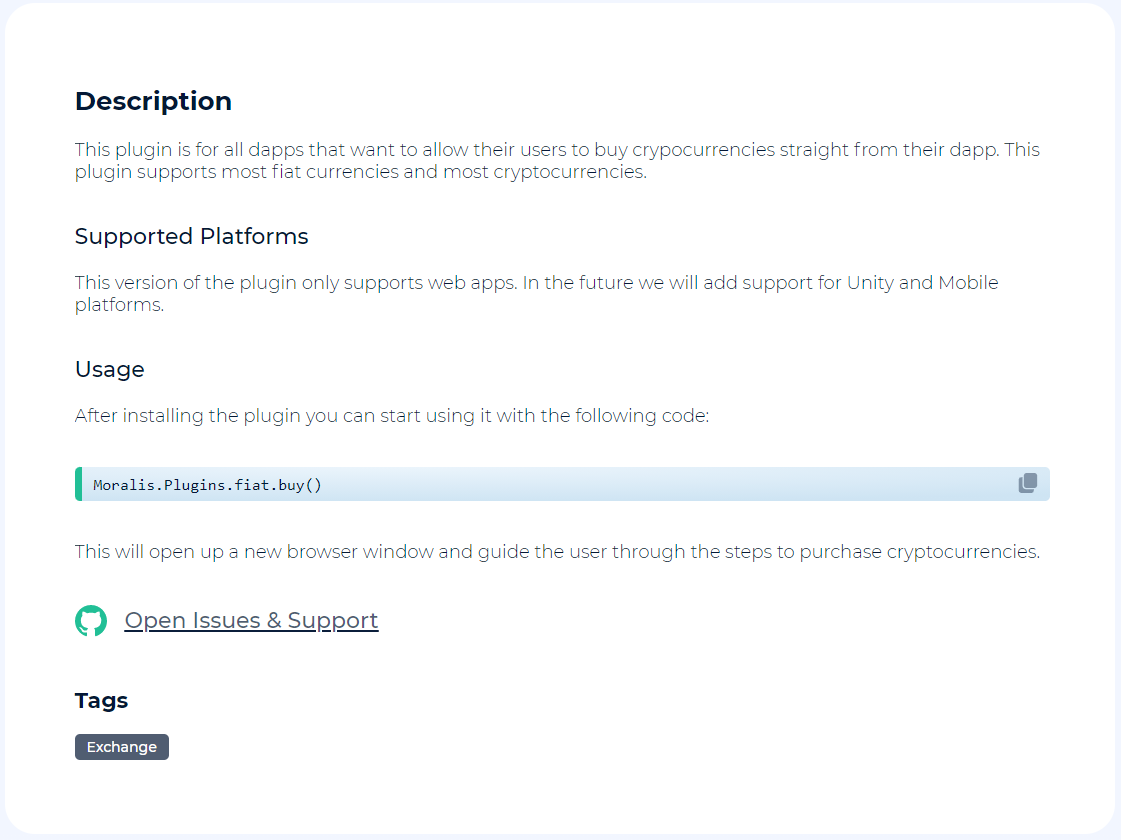 Description
This plugin is for all dapps that want to allow their users to buy crypocurrencies straight from their dapp. This
plugin supports most fiat currencies and most cryptocurrencies.
Supported Platforms
This version of the plugin only supports web apps. In the future we will add support for Unity and Mobile
platforms.
Usage
After installing the plugin you can start using it with the following code:
Moralis.Plugins.fiat.buy()
This will open up a new browser window and guide the user through the steps to purchase cryptocurrencies.
Open Issues & Support
Tags
Exchange